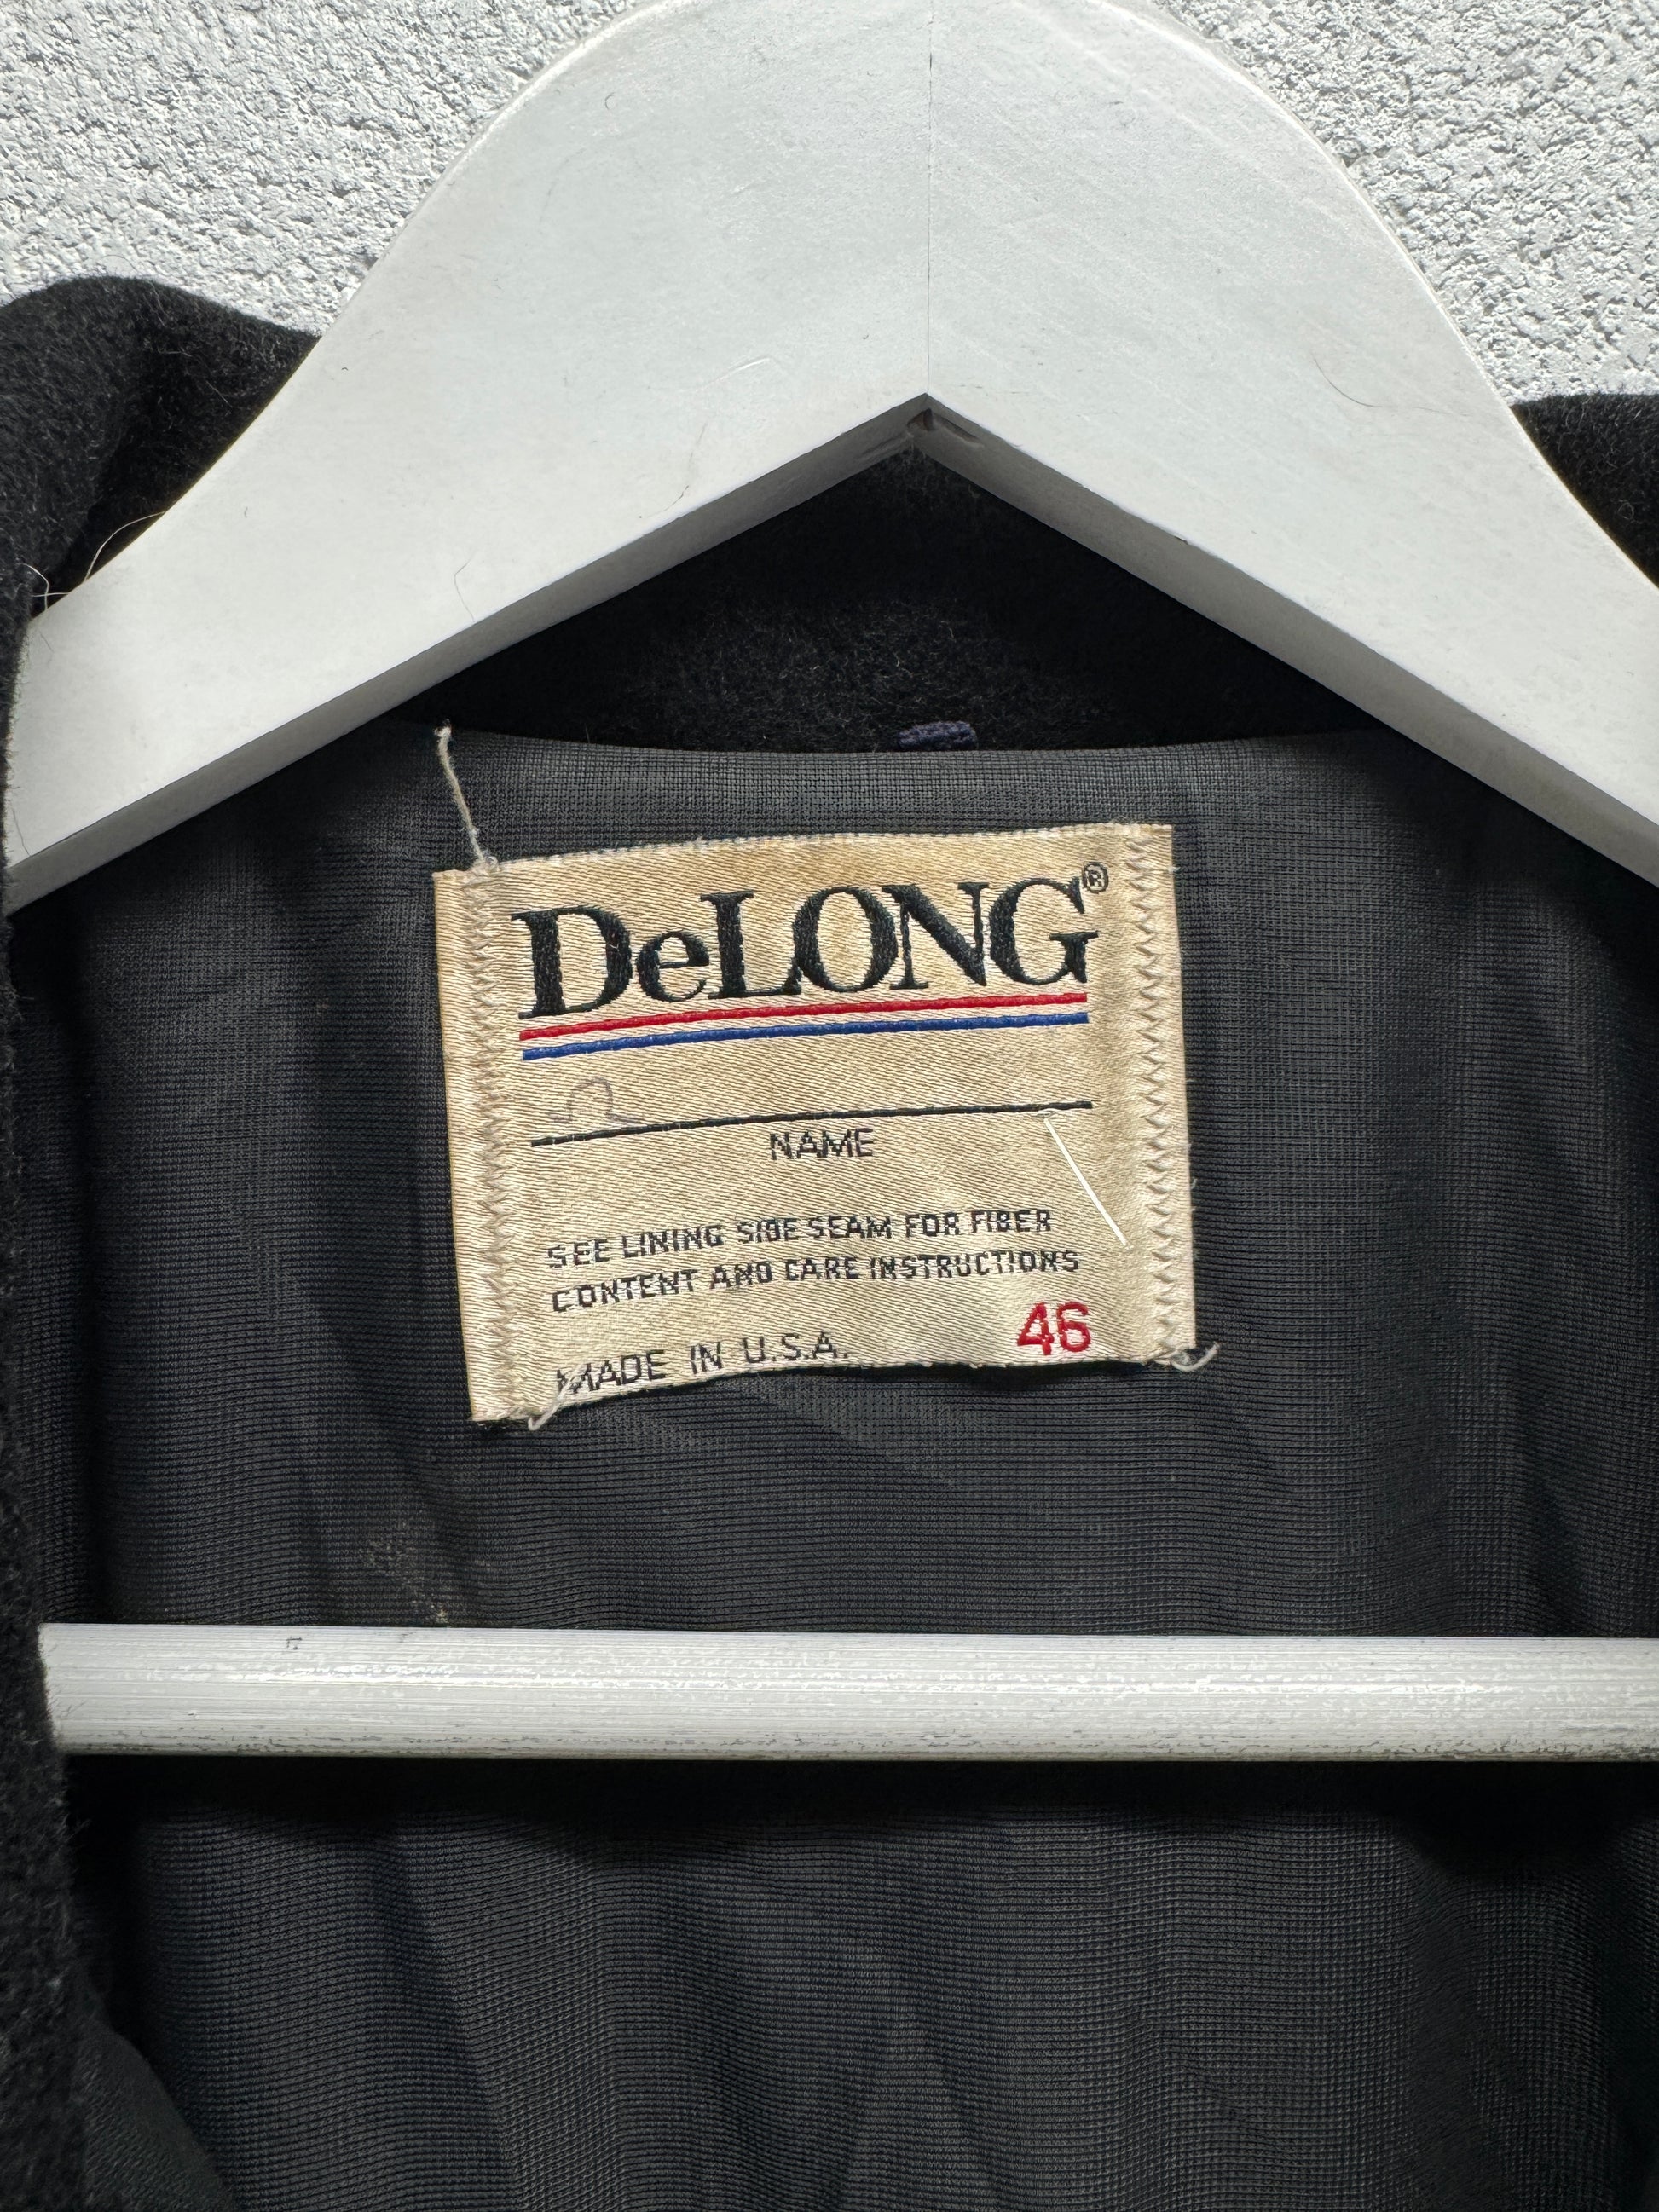 DeLONG®
NAME
SEE LINING SIDE SEAM FOR FIBER
CONTENT AND CARE INSTRUCTIONS
MADE IN U.S.A. 46